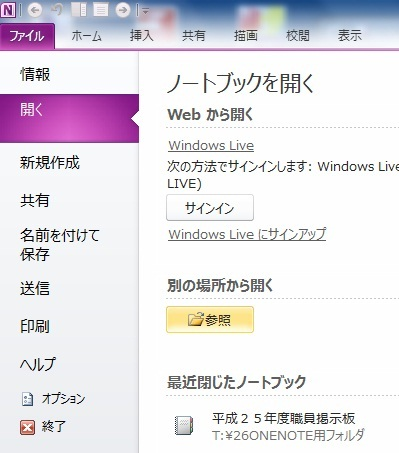 ファイル ホーム 挿入 共有 描画 校閲 表示
情報
開く
新規作成
共有
名前を付けて
保存
送信
印刷
ヘルプ
オプション
終了
ノートブックを開く
Web から開く
Windows Live
次の方法でサインインします: Windows Live
LIVE)
サインイン
Windows Live にサインアップ
別の場所から開く
参照
最近閉じたノートブック
平成２５年度職員掲示板
T:¥26ONENOTE用フォルダ